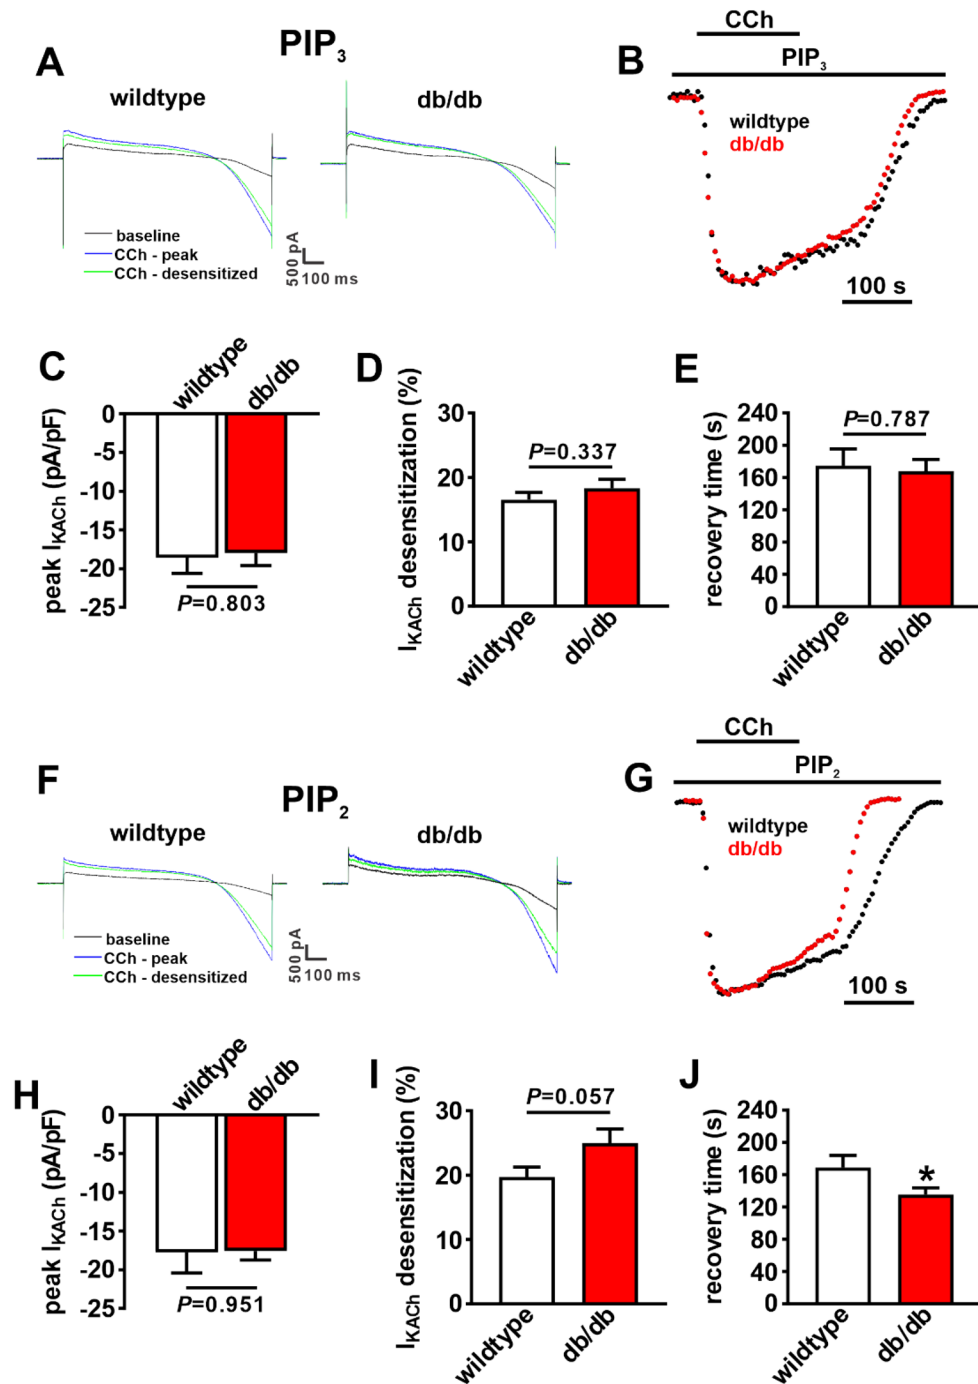 A
PIP3
wildtype
db/db
baseline
CCh - peak
CCh - desensitized
500 pA
100 ms
B
CCh
PIP3
wildtype
db/db
100 s
C
wildtype
db/db
peak IKACh (pA/pF)
0
-5
-10
-15
-20
-25
P=0.803
D
IKACh desensitization (%)
30
20
10
0
P=0.337
wildtype
db/db
E
recovery time (s)
240
200
160
120
80
40
0
P=0.787
wildtype
db/db
F
PIP2
wildtype
db/db
baseline
CCh - peak
CCh - desensitized
500 pA
100 ms
G
CCh
PIP2
wildtype
db/db
100 s
H
wildtype
db/db
peak IKACh (pA/pF)
0
-5
-10
-15
-20
-25
P=0.951
I
IKACh desensitization (%)
30
20
10
0
P=0.057
wildtype
db/db
J
recovery time (s)
240
200
160
120
80
40
0
*
wildtype
db/db